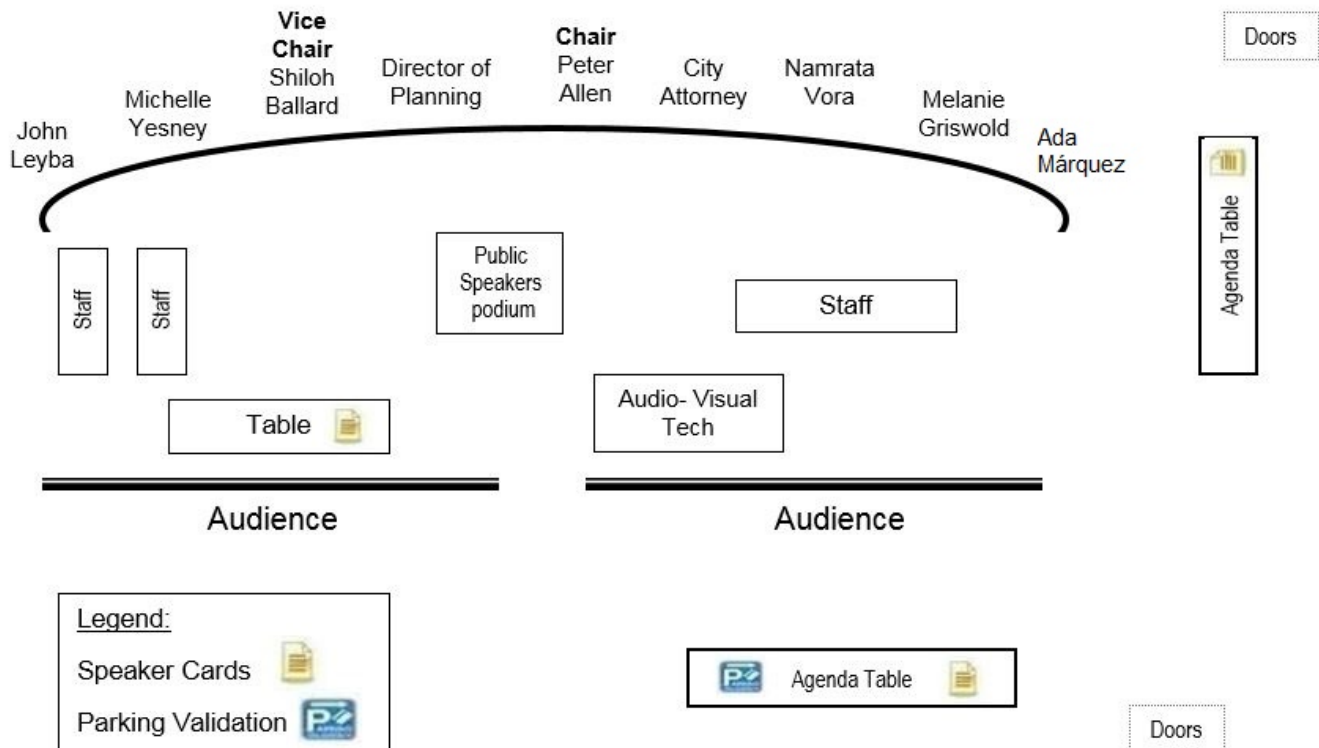 Vice
Chair
Shiloh
Ballard
Chair
Peter
Allen
Doors
Director of
Planning
City
Attorney
Namrata
Vora
Michelle
Yesney
Melanie
Griswold
John
Leyba
Ada
Márquez
Agenda Table
Staff
Staff
Public
Speakers
podium
Staff
Table
Audio- Visual
Tech
Audience
Audience
Legend:
Speaker Cards
Parking Validation
P
Agenda Table
P
Doors